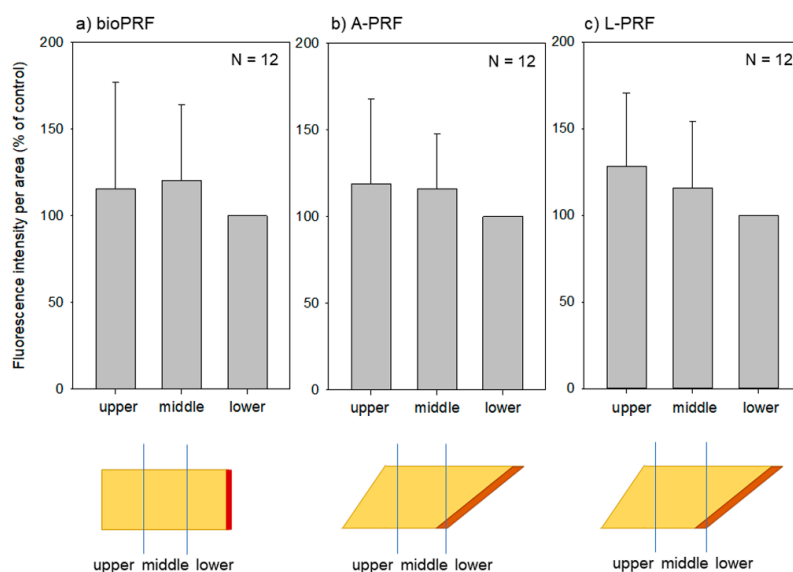 a) bioPRF
b) A-PRF
c) L-PRF
Fluorescence intensity per area (% of control)
200
150
100
50
0
N = 12
upper middle lower
200
150
100
50
0
N = 12
upper middle lower
200
150
100
50
0
N = 12
upper middle lower
upper middle lower
upper middle lower
upper middle lower